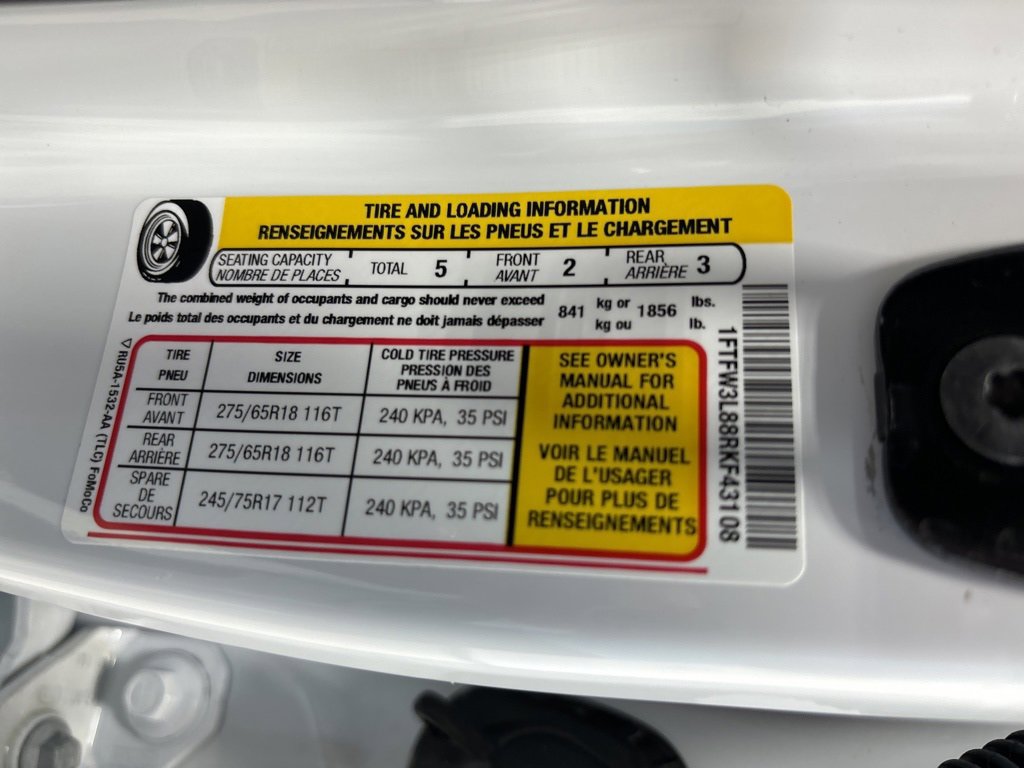 TIRE AND LOADING INFORMATION
RENSEIGNEMENTS SUR LES PNEUS ET LE CHARGEMENT
SEATING CAPACITY
NOMBRE DE PLACES
TOTAL 5
FRONT
AVANT 2
REAR
ARRIÈRE 3
The combined weight of occupants and cargo should never exceed
Le poids total des occupants et du chargement ne doit jamais dépasser
841 kg or 1856 lbs.
kg ou lb.
TIRE
PNEU
SIZE
DIMENSIONS
COLD TIRE PRESSURE
PRESSION DES
PNEUS À FROID
FRONT
AVANT
275/65R18 116T
240 KPA, 35 PSI
REAR
ARRIÈRE
275/65R18 116T
240 KPA, 35 PSI
SPARE
DE
SECOURS
245/75R17 112T
240 KPA, 35 PSI
SEE OWNER'S
MANUAL FOR
ADDITIONAL
INFORMATION
VOIR LE MANUEL
DE L'USAGER
POUR PLUS DE
RENSEIGNEMENTS
1FTFW3L88RKF43108
RU5A-1532-AA (TLC) FoMoCo